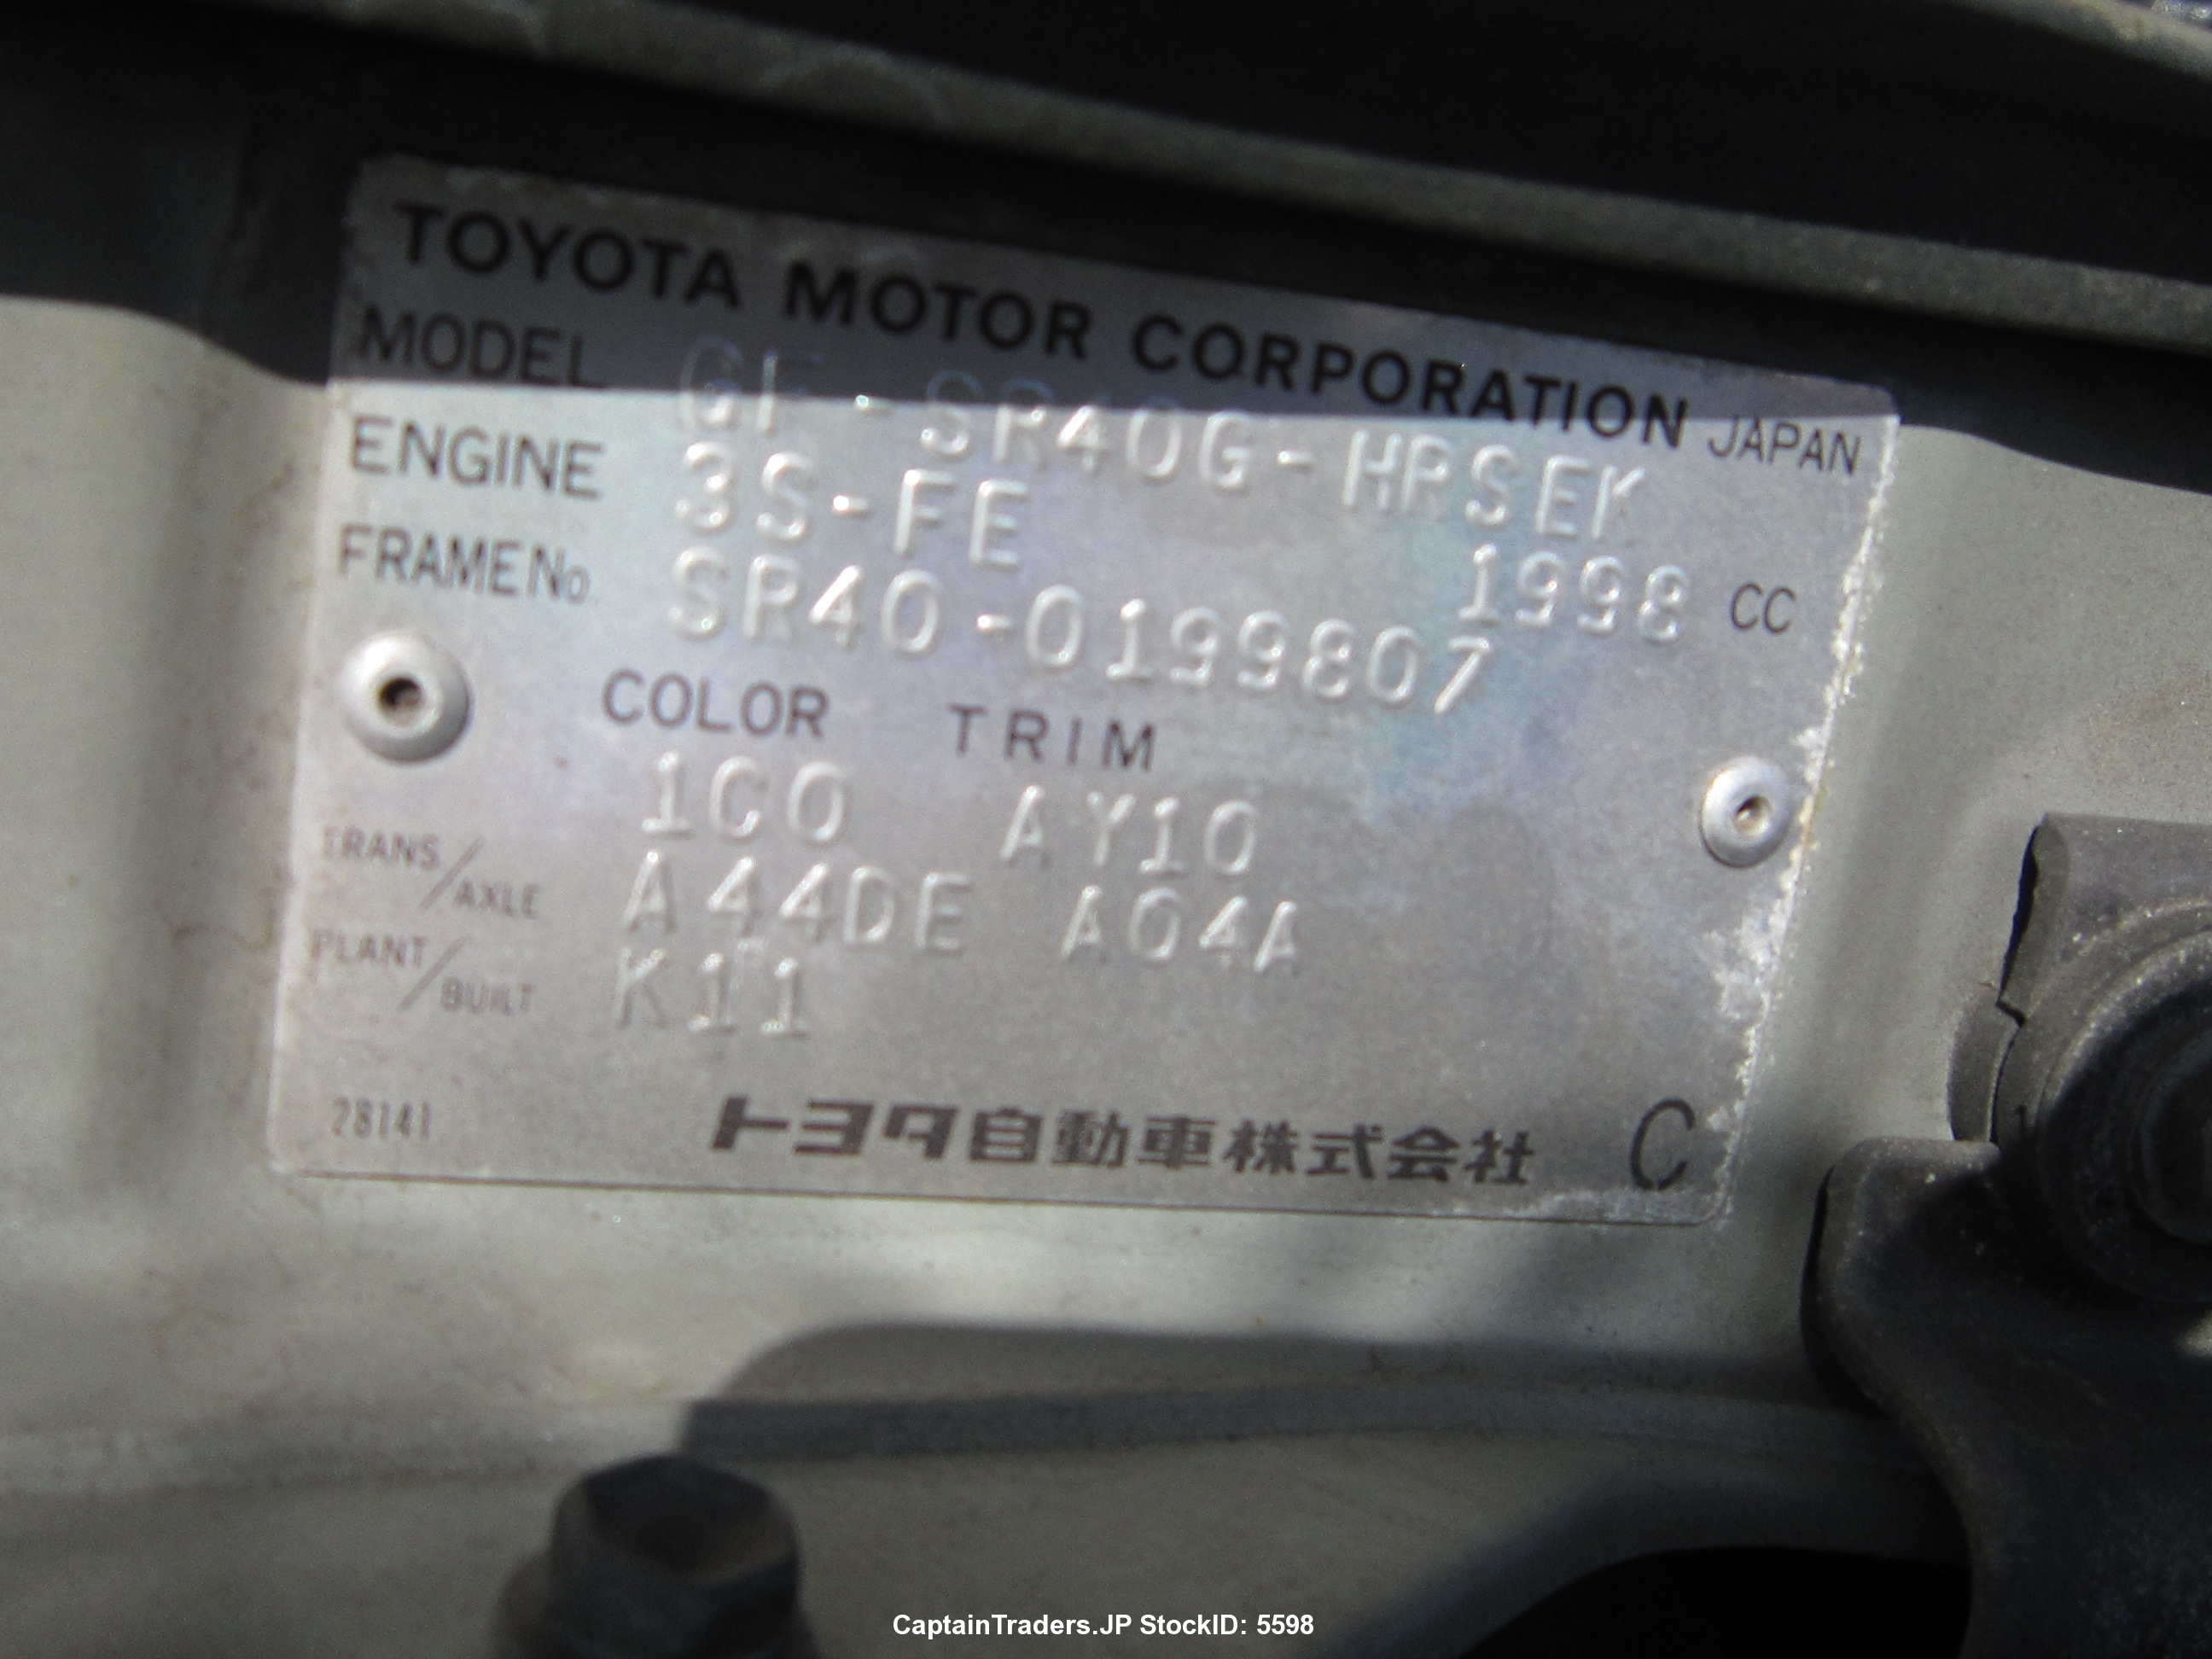 TOYOTA MOTOR CORPORATION JAPAN
MODEL GF-SR40G-HRSEK
ENGINE 3S-FE 1998 CC
FRAME No. SR40-0199807
COLOR TRIM
1C0 AY10
TRANS/AXLE A44DE A04A
PLANT/BUILT K11
28141 トヨタ自動車株式会社 C
CaptainTraders.JP StockID: 5598